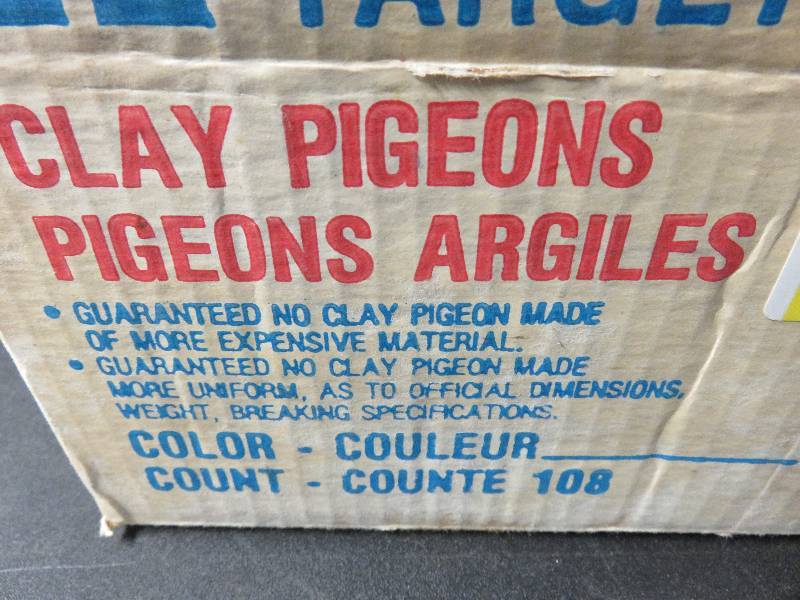 TARGET
CLAY PIGEONS
PIGEONS ARGILES
• GUARANTEED NO CLAY PIGEON MADE
OF MORE EXPENSIVE MATERIAL.
• GUARANTEED NO CLAY PIGEON MADE
MORE UNIFORM, AS TO OFFICIAL DIMENSIONS,
WEIGHT, BREAKING SPECIFICATIONS.
COLOR - COULEUR
COUNT - COUNTE 108